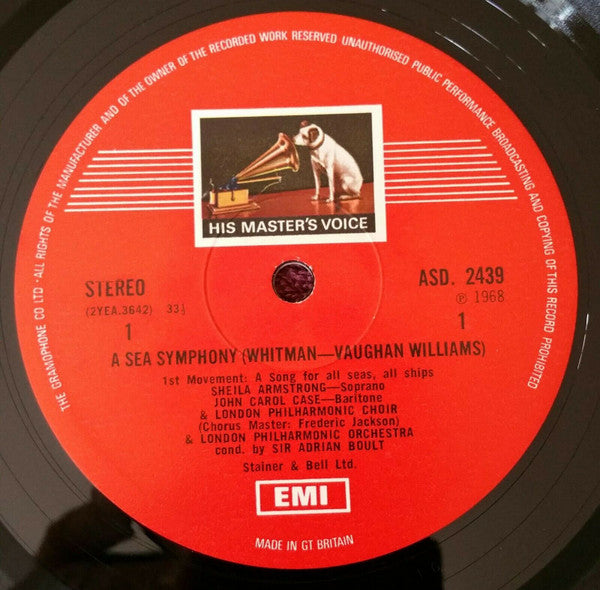 THE GRAMOPHONE CO LTD · ALL RIGHTS OF THE MANUFACTURER AND OF THE OWNER OF THE RECORDED WORK RESERVED UNAUTHORISED PUBLIC PERFORMANCE BROADCASTING AND COPYING OF THIS RECORD PROHIBITED
HIS MASTER'S VOICE
STEREO
(2YEA.3642) 33⅓
1
ASD. 2439
℗ 1968
1
A SEA SYMPHONY (WHITMAN—VAUGHAN WILLIAMS)
1st Movement: A Song for all seas, all ships
SHEILA ARMSTRONG—Soprano
JOHN CAROL CASE—Baritone
& LONDON PHILHARMONIC CHOIR
(Chorus Master: Frederic Jackson)
& LONDON PHILHARMONIC ORCHESTRA
cond. by SIR ADRIAN BOULT
Stainer & Bell Ltd.
EMI
MADE IN GT BRITAIN